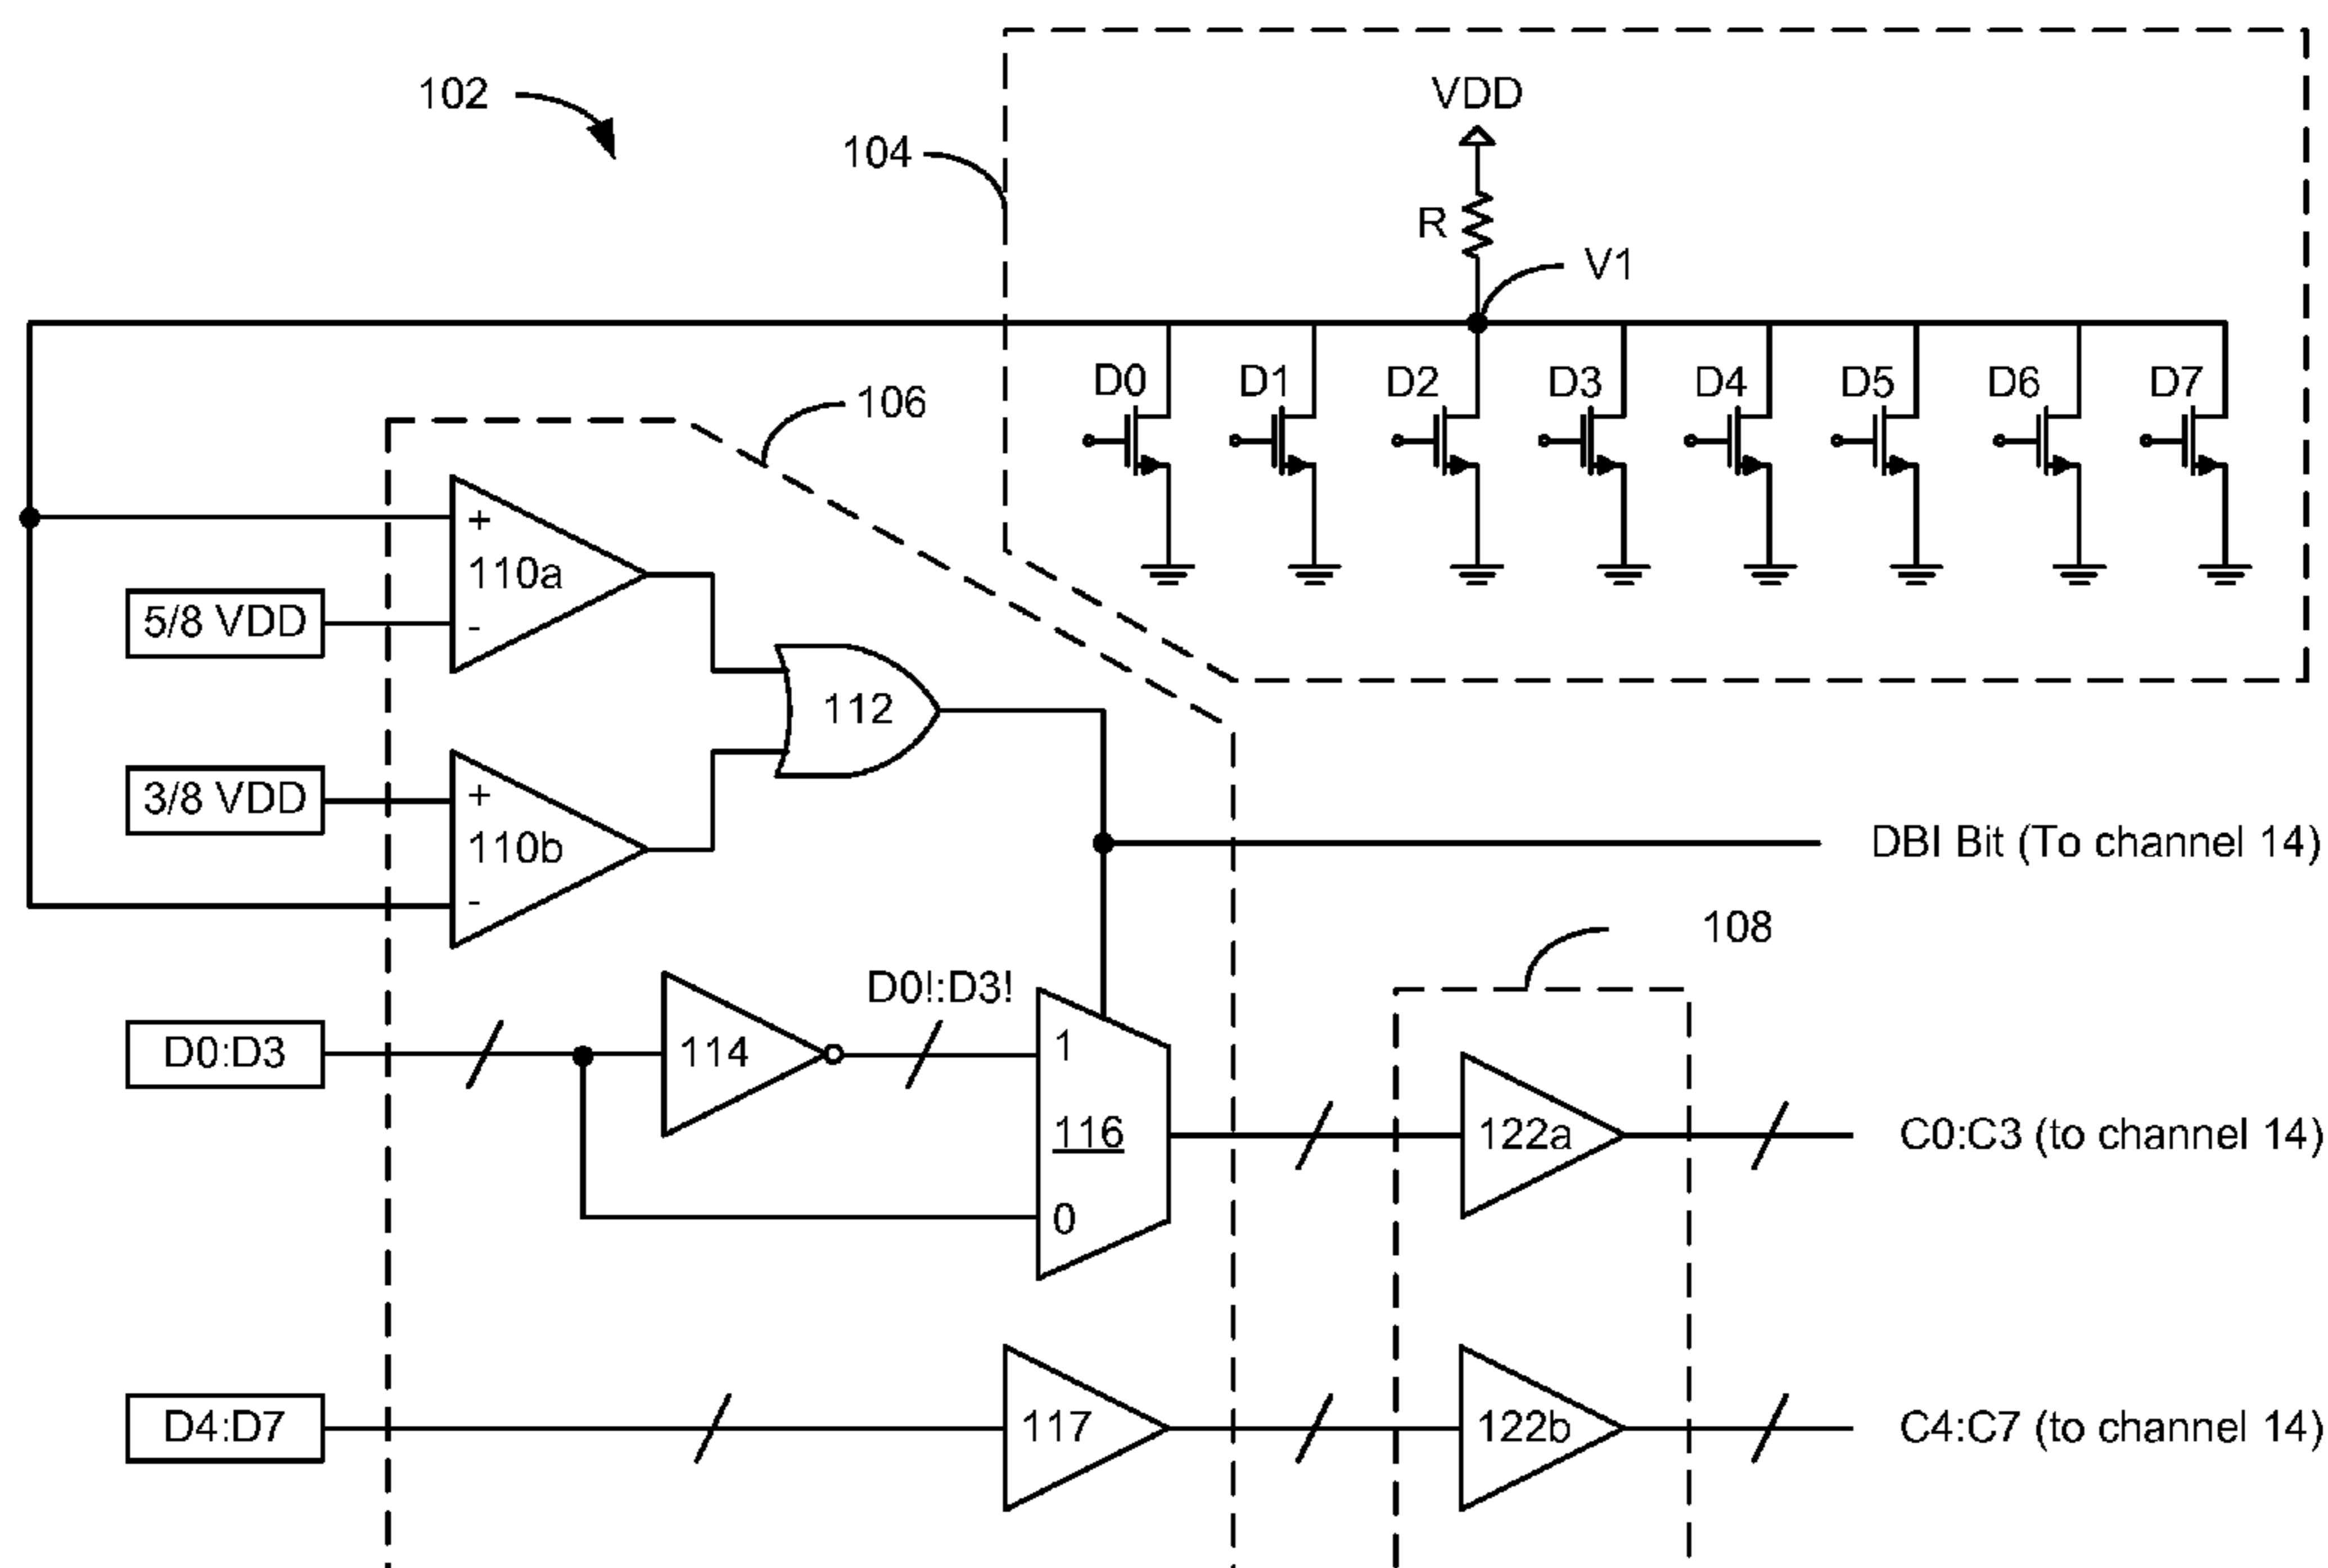 102
104
VDD
R
V1
D0 D1 D2 D3 D4 D5 D6 D7
106
+
110a
-
5/8 VDD
112
3/8 VDD
+
110b
-
DBI Bit (To channel 14)
108
D0!:D3!
D0:D3
114
1
116
0
122a
C0:C3 (to channel 14)
D4:D7
117
122b
C4:C7 (to channel 14)